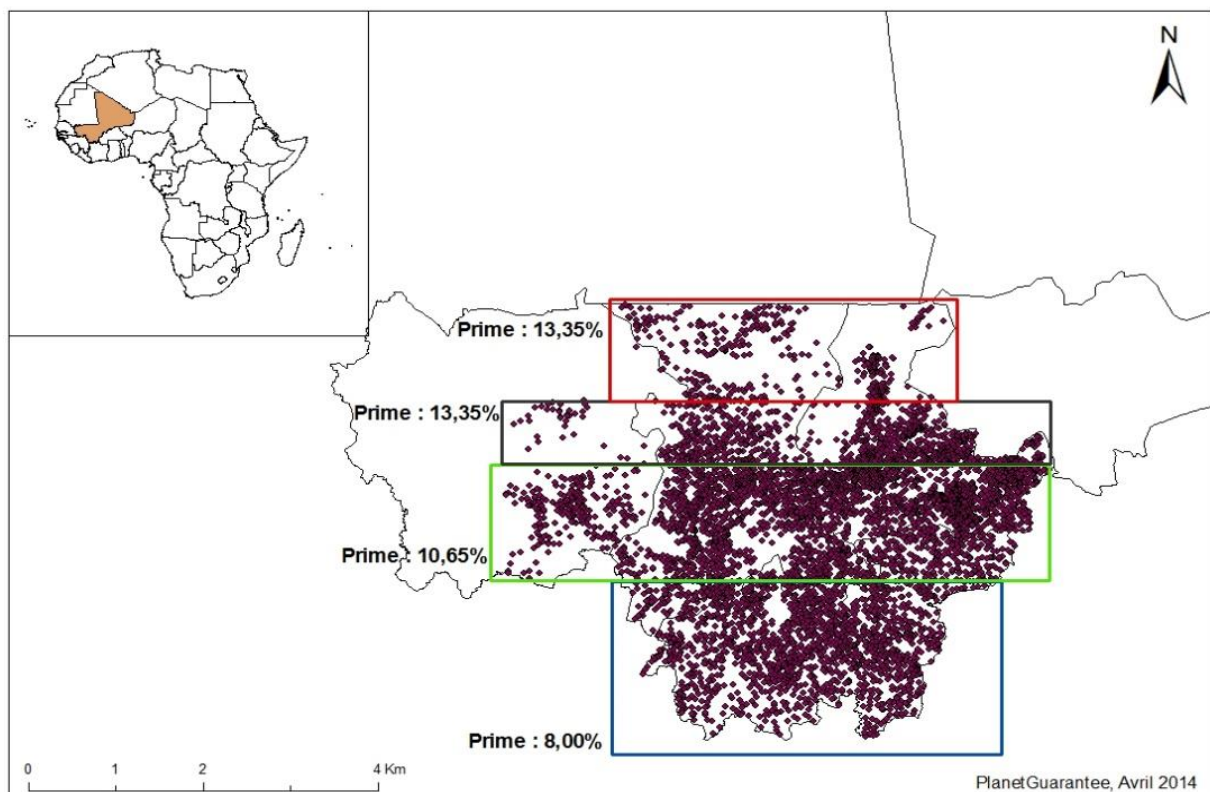 N
Prime : 13,35%
Prime : 13,35%
Prime : 10,65%
Prime : 8,00%
0 1 2 4 Km
PlanetGuarantee, Avril 2014